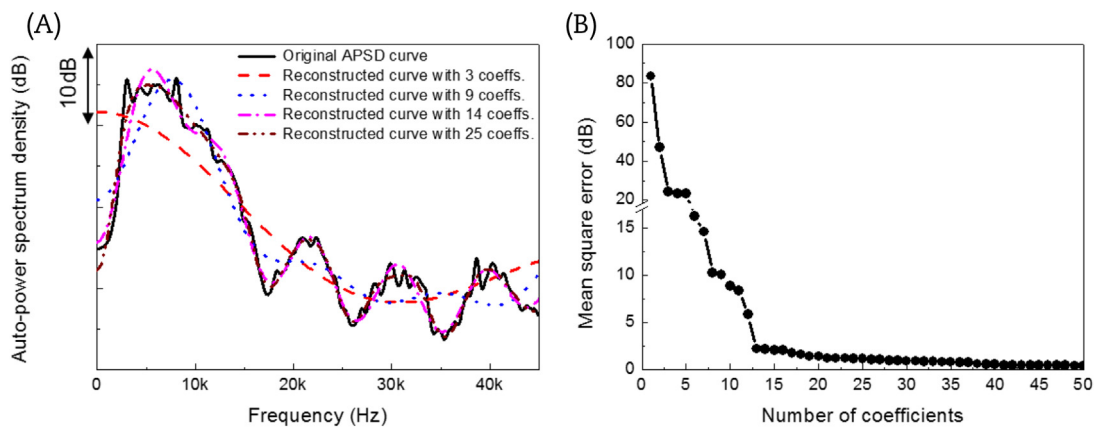 (A)
10dB
Auto-power spectrum density (dB)
Original APSD curve
Reconstructed curve with 3 coeffs.
Reconstructed curve with 9 coeffs.
Reconstructed curve with 14 coeffs.
Reconstructed curve with 25 coeffs.
0 10k 20k 30k 40k
Frequency (Hz)
(B)
Mean square error (dB)
100
80
60
40
20
15
10
5
0
0 5 10 15 20 25 30 35 40 45 50
Number of coefficients